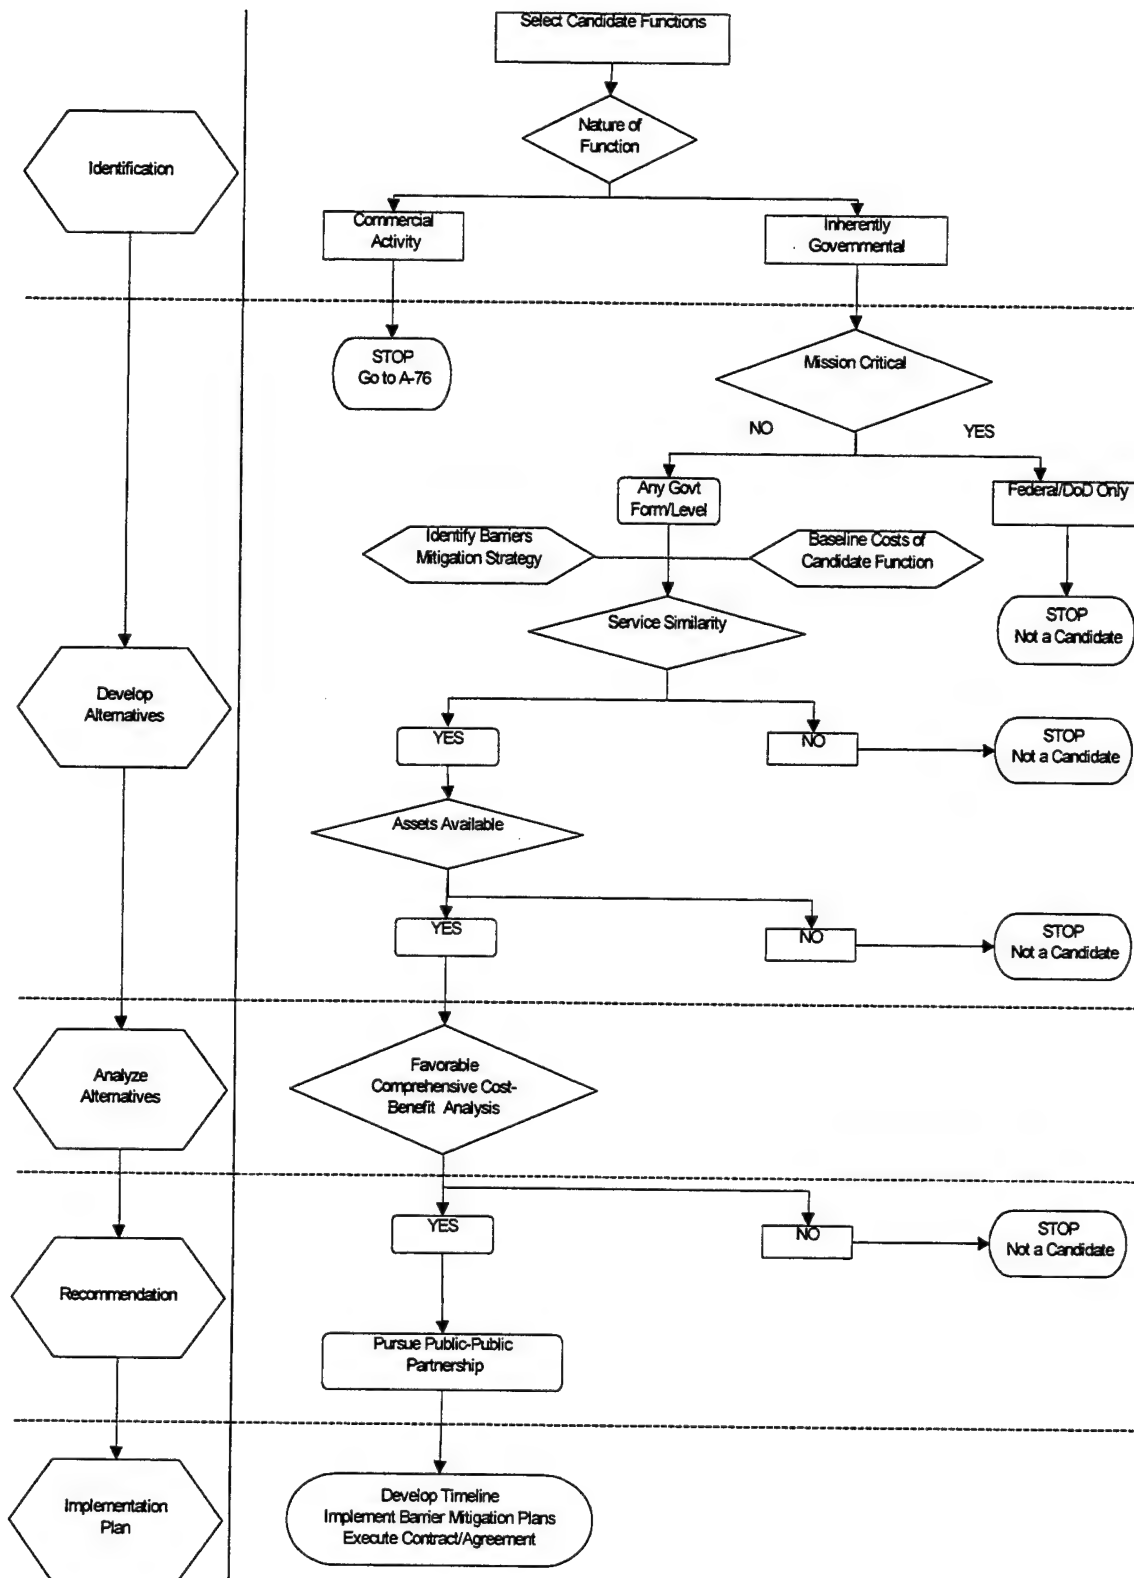 Select Candidate Functions
Nature of
Function
Identification
Commercial
Activity
Inherently
Governmental
STOP
Go to A-76
Mission Critical
NO
YES
Any Govt
Form/Level
Federal/DoD Only
Identify Barriers
Mitigation Strategy
Baseline Costs of
Candidate Function
Service Similarity
STOP
Not a Candidate
Develop
Alternatives
YES
NO
STOP
Not a Candidate
Assets Available
YES
NO
STOP
Not a Candidate
Analyze
Alternatives
Favorable
Comprehensive Cost-
Benefit Analysis
YES
NO
STOP
Not a Candidate
Recommendation
Pursue Public-Public
Partnership
Implementation
Plan
Develop Timeline
Implement Barrier Mitigation Plans
Execute Contract/Agreement